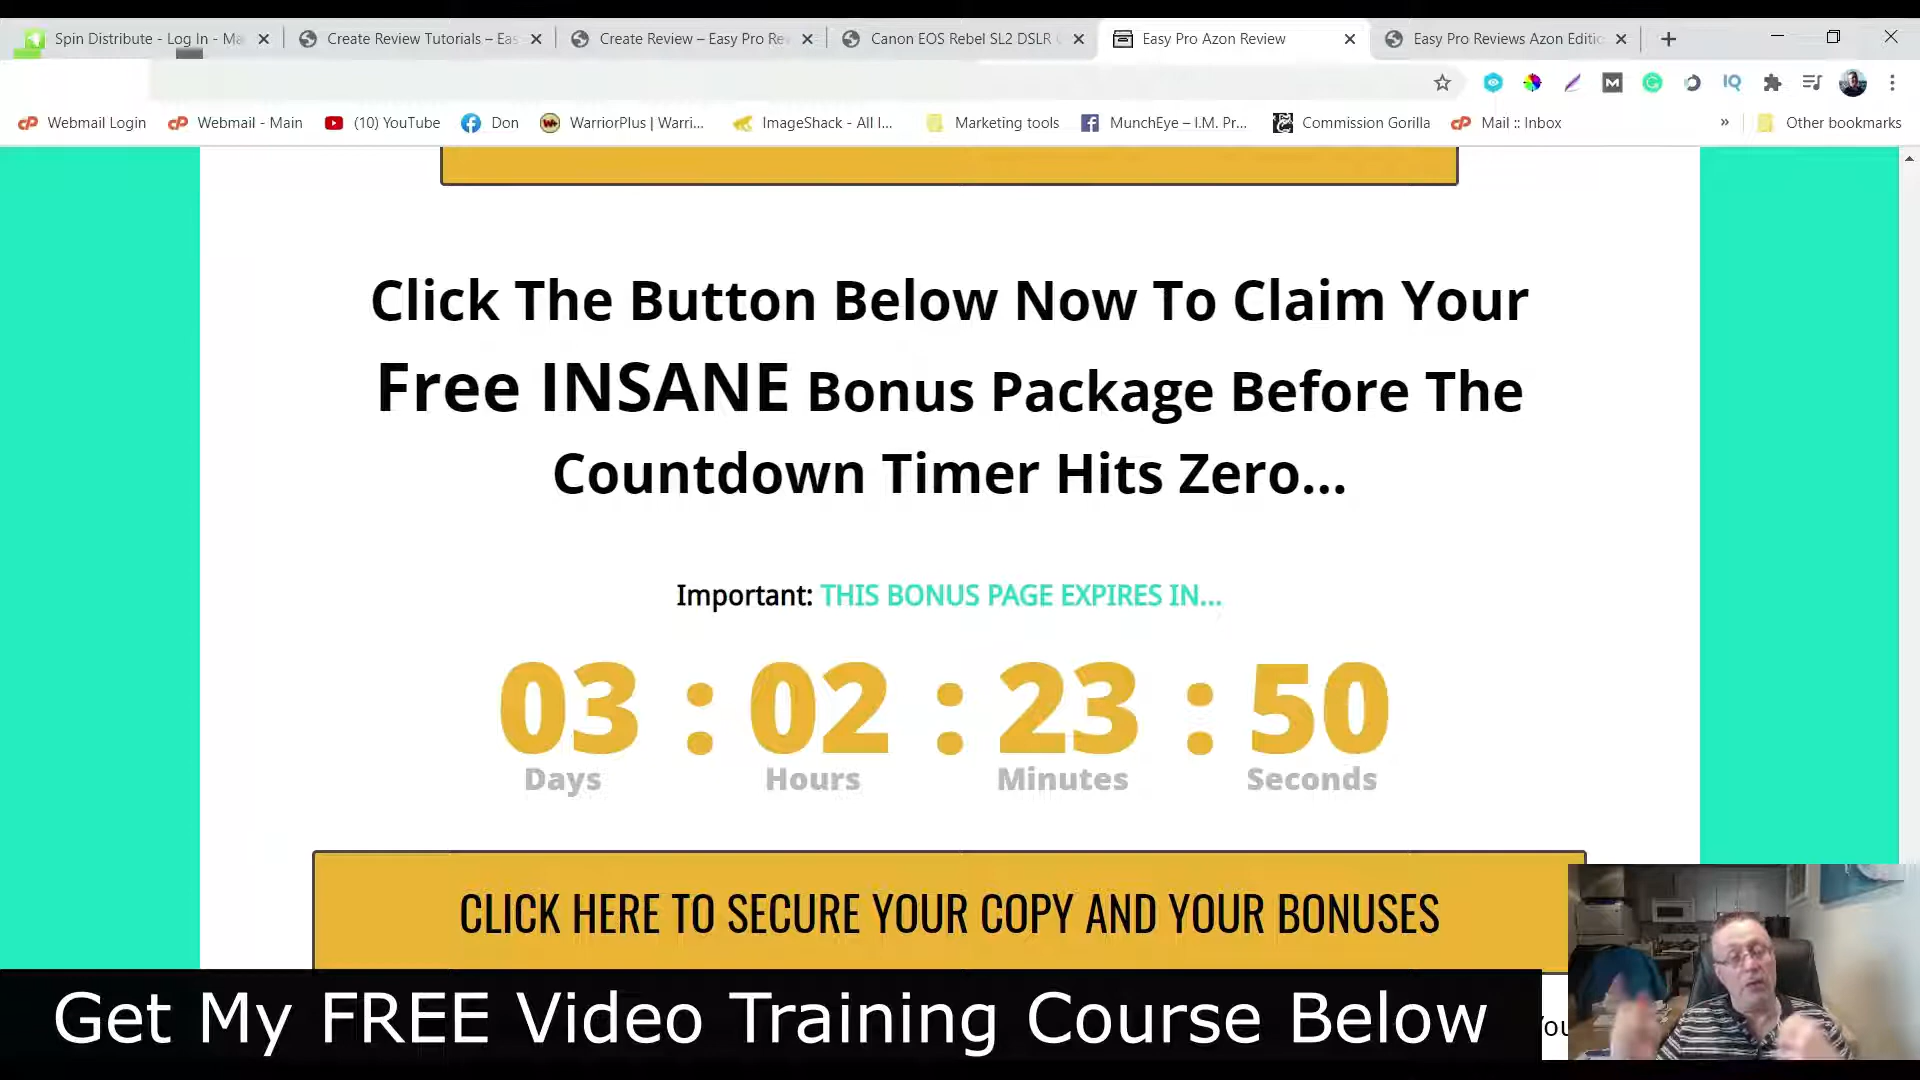 Spin Distribute - Log In - Ma
Create Review Tutorials – Eas
Create Review – Easy Pro Re
Canon EOS Rebel SL2 DSLR
Easy Pro Azon Review
Easy Pro Reviews Azon Editio
Webmail Login
Webmail - Main
(10) YouTube
Don
WarriorPlus | Warri...
ImageShack - All I...
Marketing tools
MunchEye – I.M. Pr...
Commission Gorilla
Mail :: Inbox
»
Other bookmarks
Click The Button Below Now To Claim Your
Free INSANE Bonus Package Before The
Countdown Timer Hits Zero...
Important: THIS BONUS PAGE EXPIRES IN...
03 : 02 : 23 : 50
Days Hours Minutes Seconds
CLICK HERE TO SECURE YOUR COPY AND YOUR BONUSES
Get My FREE Video Training Course Below